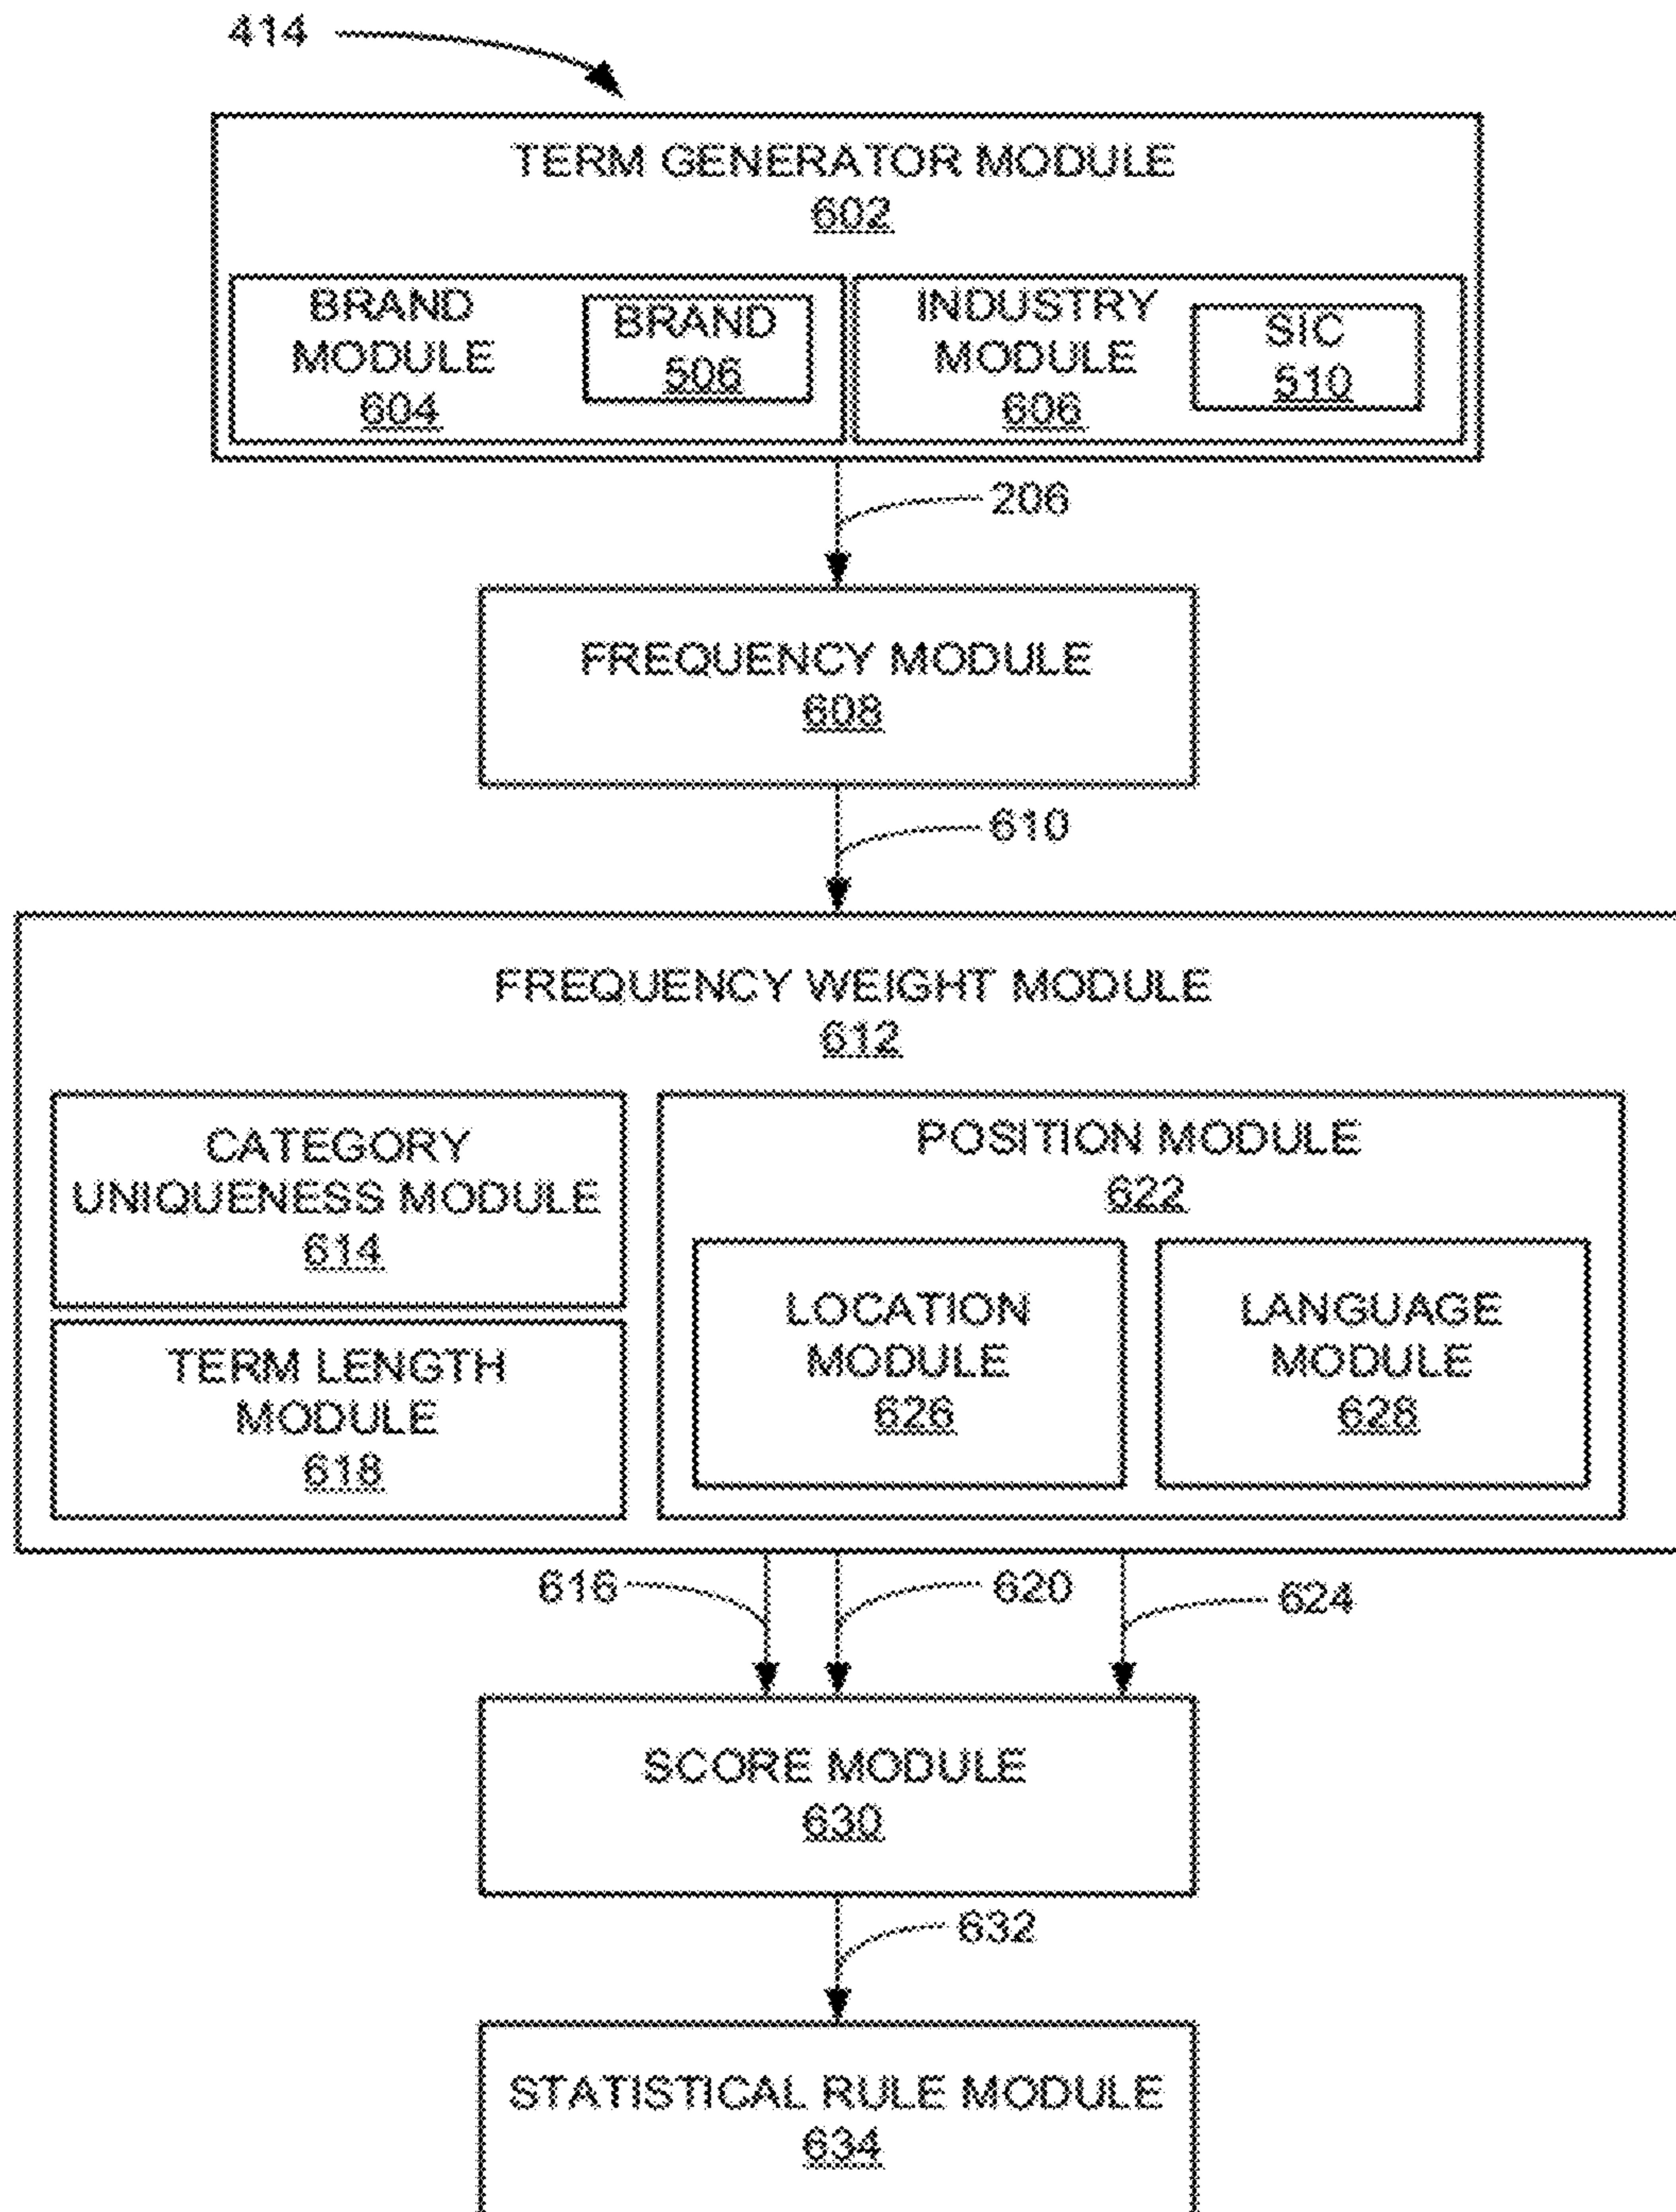 414
TERM GENERATOR MODULE
602
BRAND
MODULE
604
BRAND
506
INDUSTRY
MODULE
606
SIC
510
206
FREQUENCY MODULE
608
610
FREQUENCY WEIGHT MODULE
612
CATEGORY
UNIQUENESS MODULE
614
TERM LENGTH
MODULE
618
POSITION MODULE
622
LOCATION
MODULE
626
LANGUAGE
MODULE
628
616
620
624
SCORE MODULE
630
632
STATISTICAL RULE MODULE
634